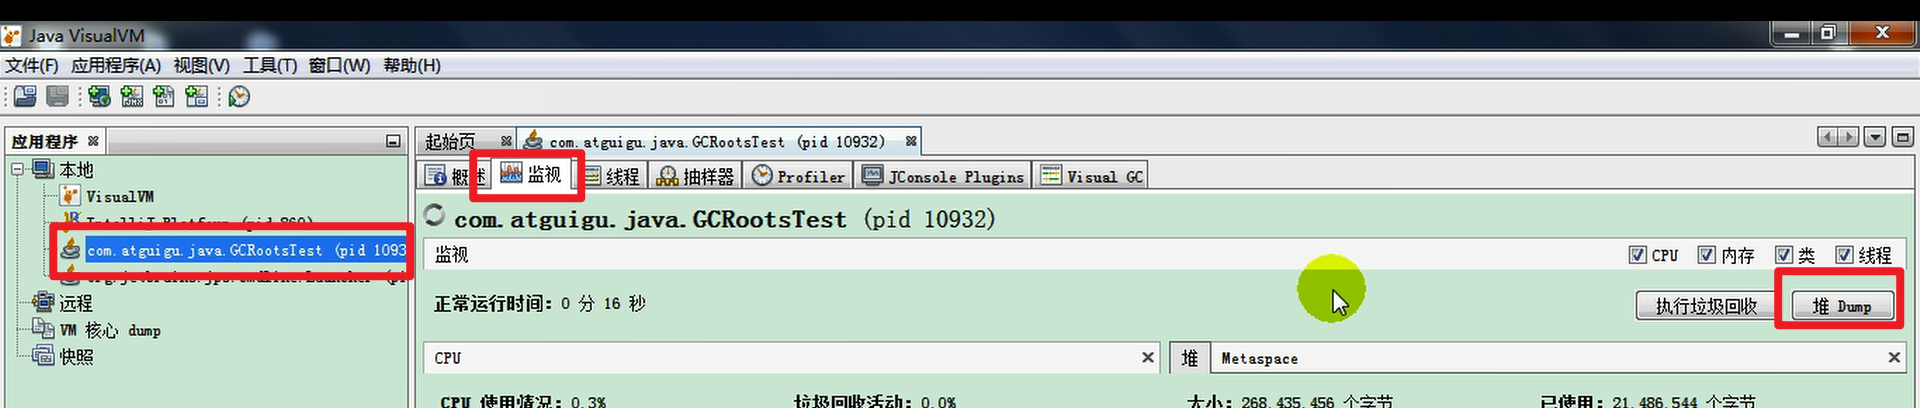 Java VisualVM
文件(F) 应用程序(A) 视图(V) 工具(T) 窗口(W) 帮助(H)
应用程序
起始页 com.atguigu.java.GCRootsTest (pid 10932)
本地
概述 监视 线程 抽样器 Profiler JConsole Plugins Visual GC
VisualVM
IntelliJ Platform (pid 860)
com.atguigu.java.GCRootsTest (pid 1093
com.atguigu.java.GCRootsTest (pid 10932)
监视 CPU 内存 类 线程
远程
正常运行时间: 0 分 16 秒 执行垃圾回收 堆 Dump
VM 核心 dump
快照
CPU 堆 Metaspace
CPU 使用情况: 0.3% 垃圾回收活动: 0.0% 大小: 268,435,456 个字节 已使用: 21,486,544 个字节